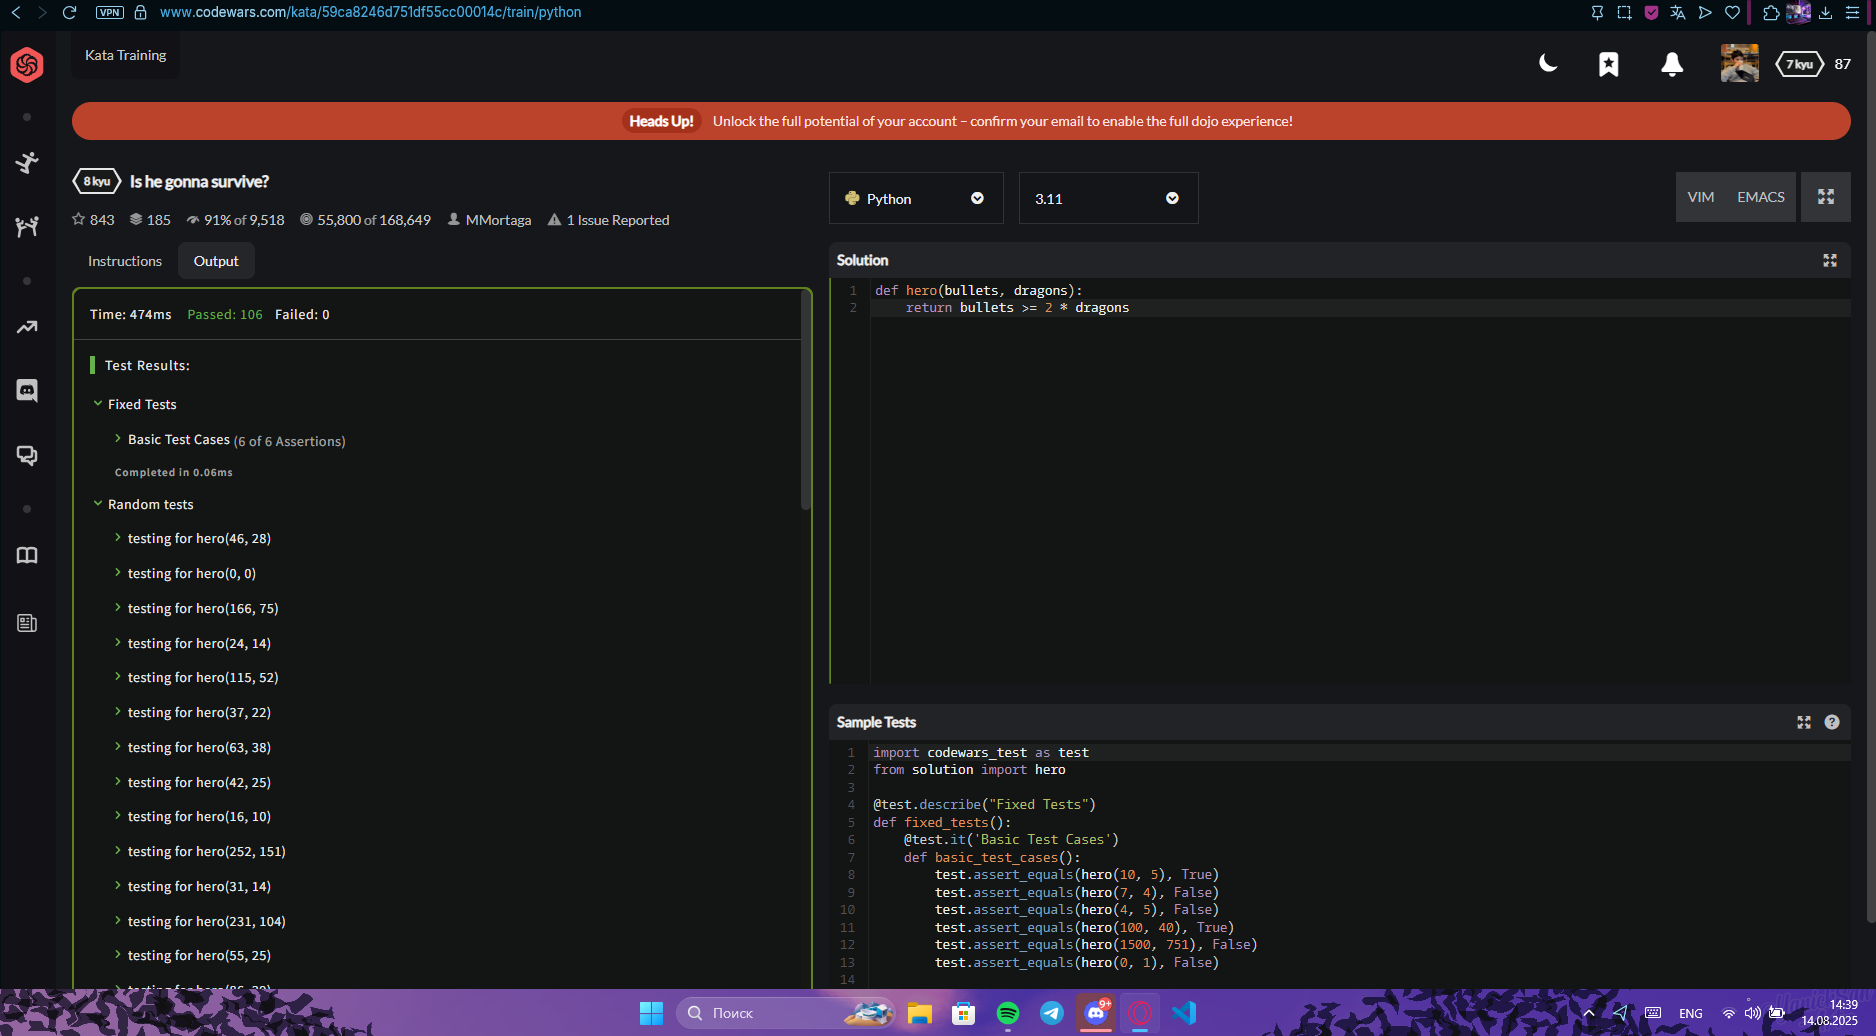 VPN
www.codewars.com/kata/59ca8246d751df55cc00014c/train/python
Kata Training
7 kyu 87
Heads Up! Unlock the full potential of your account – confirm your email to enable the full dojo experience!
8 kyu Is he gonna survive?
843 185 91% of 9,518 55,800 of 168,649 MMortaga 1 Issue Reported
Instructions Output
Time: 474ms Passed: 106 Failed: 0
Test Results:
Fixed Tests
Basic Test Cases (6 of 6 Assertions)
Completed in 0.06ms
Random tests
testing for hero(46, 28)
testing for hero(0, 0)
testing for hero(166, 75)
testing for hero(24, 14)
testing for hero(115, 52)
testing for hero(37, 22)
testing for hero(63, 38)
testing for hero(42, 25)
testing for hero(16, 10)
testing for hero(252, 151)
testing for hero(31, 14)
testing for hero(231, 104)
testing for hero(55, 25)
Python 3.11
VIM EMACS
Solution
1 def hero(bullets, dragons):
2 return bullets >= 2 * dragons
Sample Tests
1 import codewars_test as test
2 from solution import hero
3
4 @test.describe("Fixed Tests")
5 def fixed_tests():
6 @test.it('Basic Test Cases')
7 def basic_test_cases():
8 test.assert_equals(hero(10, 5), True)
9 test.assert_equals(hero(7, 4), False)
10 test.assert_equals(hero(4, 5), False)
11 test.assert_equals(hero(100, 40), True)
12 test.assert_equals(hero(1500, 751), False)
13 test.assert_equals(hero(0, 1), False)
14
Поиск
9+
ENG
14:39
14.08.2025